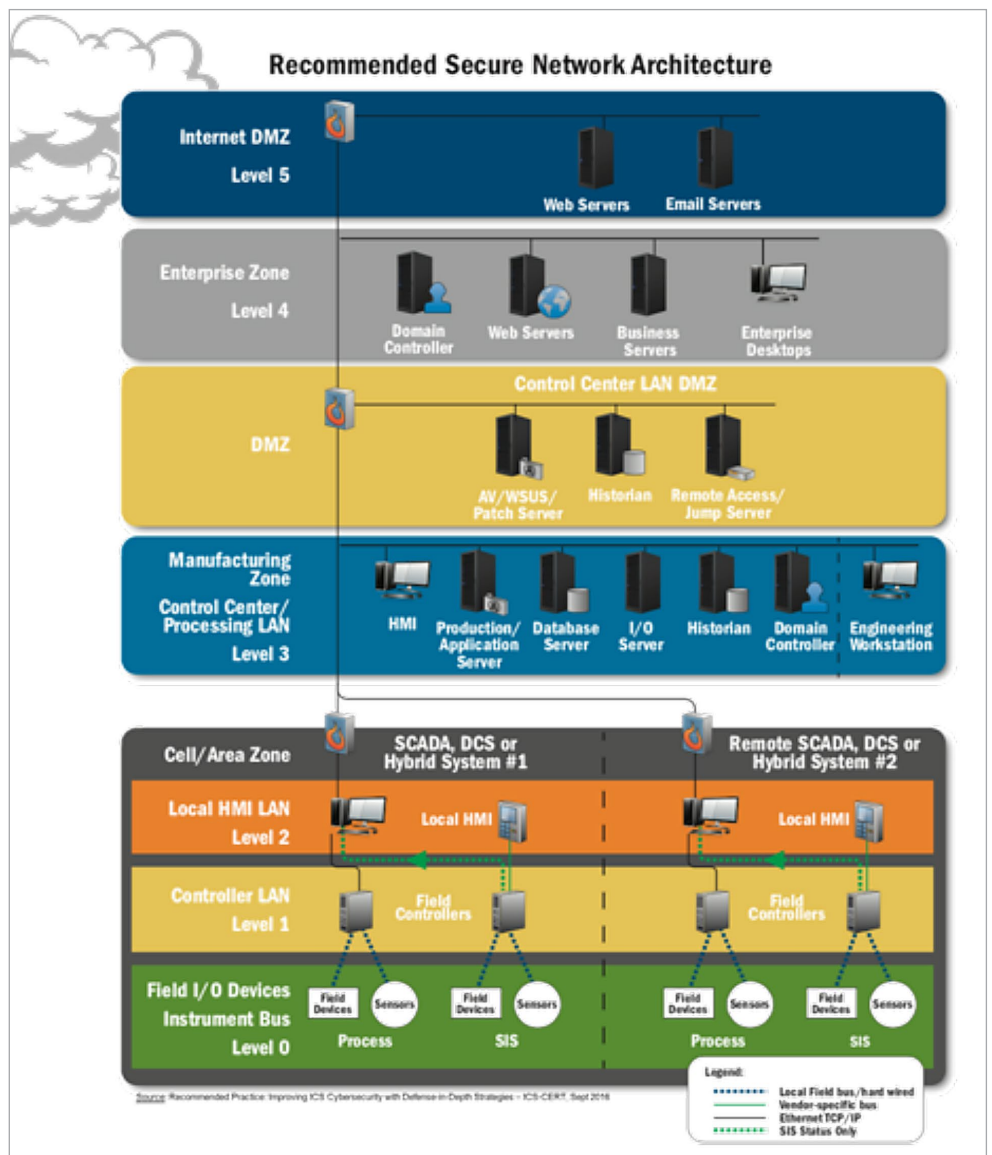 Recommended Secure Network Architecture
Internet DMZ
Level 5
Web Servers
Email Servers
Enterprise Zone
Level 4
Domain
Controller
Web Servers
Business
Servers
Enterprise
Desktops
Control Center LAN DMZ
DMZ
AV/WSUS/
Patch Server
Historian
Remote Access/
Jump Server
Manufacturing
Zone
Control Center/
Processing LAN
Level 3
HMI
Production/
Application
Server
Database
Server
I/O
Server
Historian
Domain
Controller
Engineering
Workstation
Cell/Area Zone
SCADA, DCS or
Hybrid System #1
Remote SCADA, DCS or
Hybrid System #2
Local HMI LAN
Level 2
Local HMI
Local HMI
Controller LAN
Level 1
Field
Controllers
Field
Controllers
Field I/O Devices
Instrument Bus
Level 0
Field
Devices
Sensors
Field
Devices
Sensors
Field
Devices
Sensors
Field
Devices
Sensors
Process
SIS
Process
SIS
Legend:
Local Field bus/hard wired
Vendor-specific bus
Ethernet TCP/IP
SIS Status Only
Source: Recommended Practice: Improving ICS Cybersecurity with Defense-in-Depth Strategies – ICS-CERT, Sept 2016